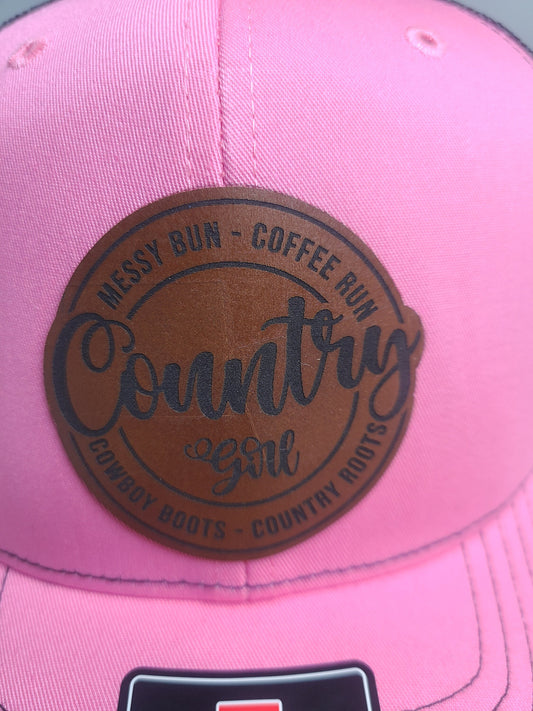 MESSY BUN - COFFEE RUN
Country
Girl
COWBOY BOOTS - COUNTRY ROOTS